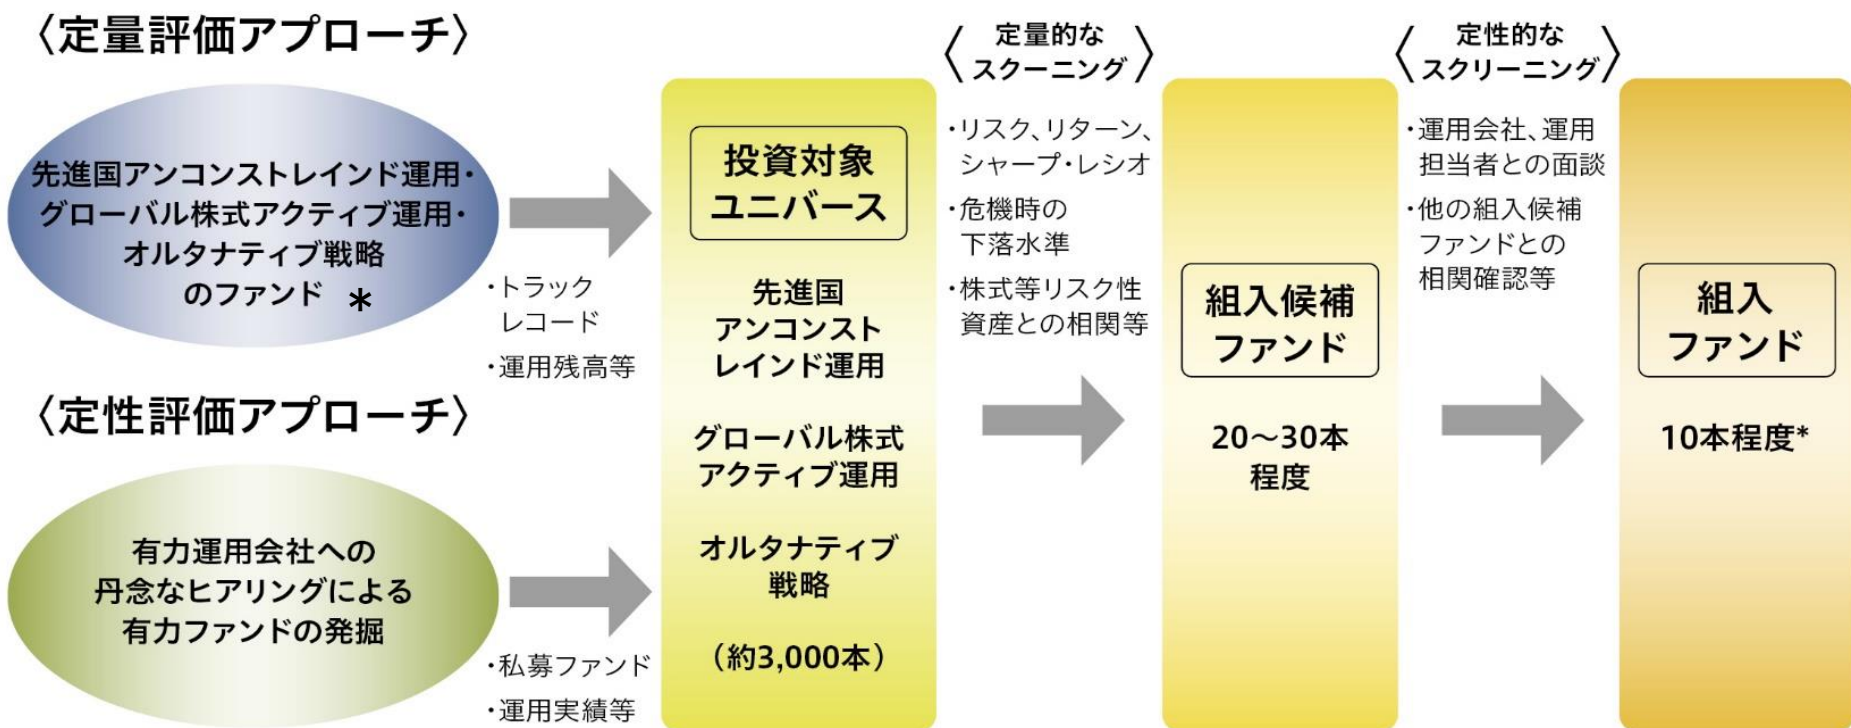 〈定量評価アプローチ〉
先進国アンコンストレインド運用・
グローバル株式アクティブ運用・
オルタナティブ戦略
のファンド *
・トラック
レコード
・運用残高等
〈定性評価アプローチ〉
有力運用会社への
丹念なヒアリングによる
有力ファンドの発掘
・私募ファンド
・運用実績等
投資対象
ユニバース
先進国
アンコンスト
レインド運用
グローバル株式
アクティブ運用
オルタナティブ
戦略
（約3,000本）
〈定量的な
スクーニング〉
・リスク、リターン、
シャープ・レシオ
・危機時の
下落水準
・株式等リスク性
資産との相関等
組入候補
ファンド
20〜30本
程度
〈定性的な
スクリーニング〉
・運用会社、運用
担当者との面談
・他の組入候補
ファンドとの
相関確認等
組入
ファンド
10本程度*